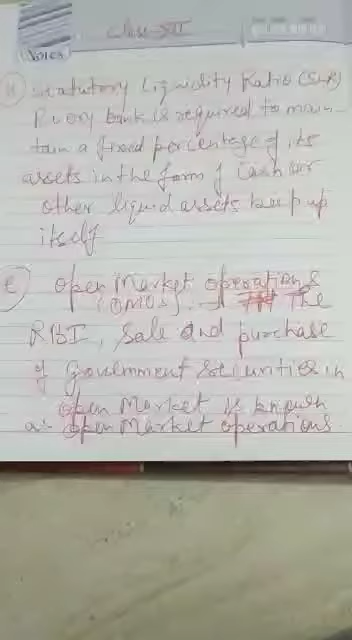 Class-XII
Notes
Statutory Liquidity Ratio (SLR)
Every bank is required to main-
tain a fixed percentage of its
assets in the form of cash or
other liquid assets keep up
itself
Open Market operations
(OMOs). → The
RBI, Sale and purchase
of Government Securities in
open Market is known
as open Market operations.